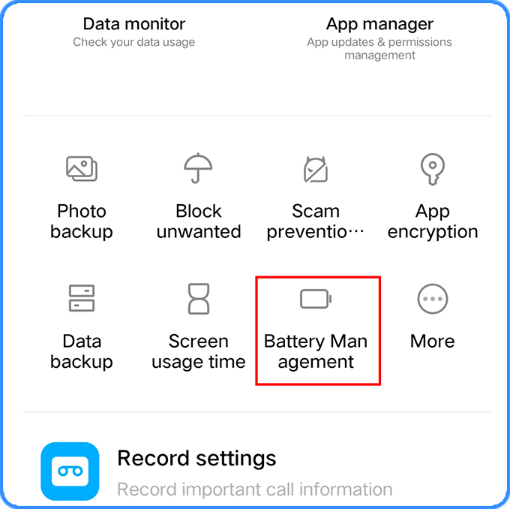 Data monitor
Check your data usage
App manager
App updates & permissions
management
Photo
backup
Block
unwanted
Scam
preventio···
App
encryption
Data
backup
Screen
usage time
Battery Man
agement
More
Record settings
Record important call information